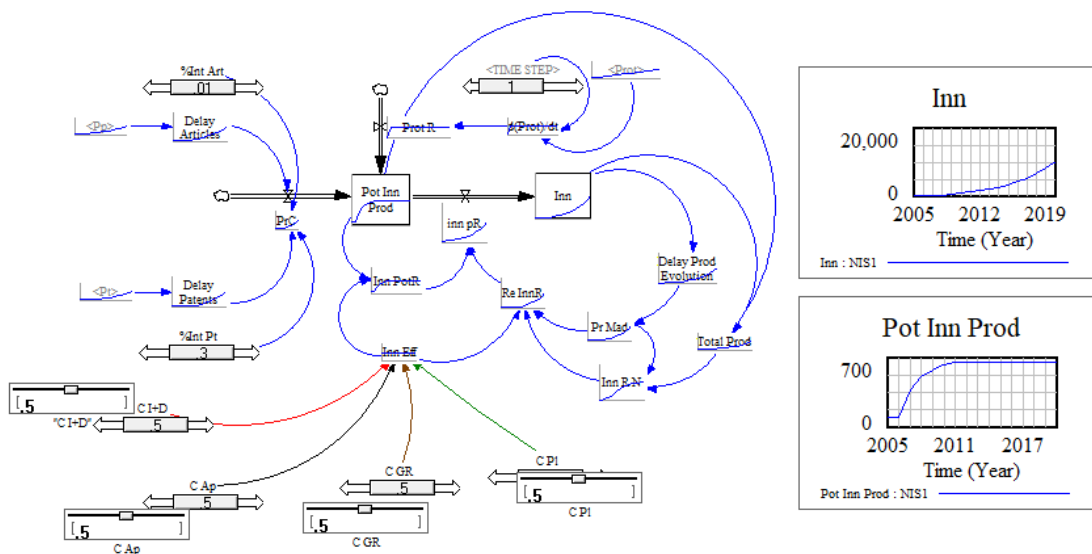 %Int Art
.01
<TIME STEP>
1
<Prot>
<Pp>
Delay
Articles
Prot R
d(Prot)/dt
Pot Inn
Prod
Inn
PrC
inn pR
<Pt>
Delay
Patents
Inn PotR
Re InnR
Delay Prod
Evolution
%Int Pt
.3
Inn Eff
Pr Mad
Total Prod
Inn R N
[.5 ]
C I+D
"C I+D"
.5
C Ap
.5
[.5 ]
C Ap
C GR
.5
[.5 ]
C GR
C Pl
[.5 ]
C Pl
Inn
20,000
0
2005 2012 2019
Time (Year)
Inn : NIS1
Pot Inn Prod
700
0
2005 2011 2017
Time (Year)
Pot Inn Prod : NIS1